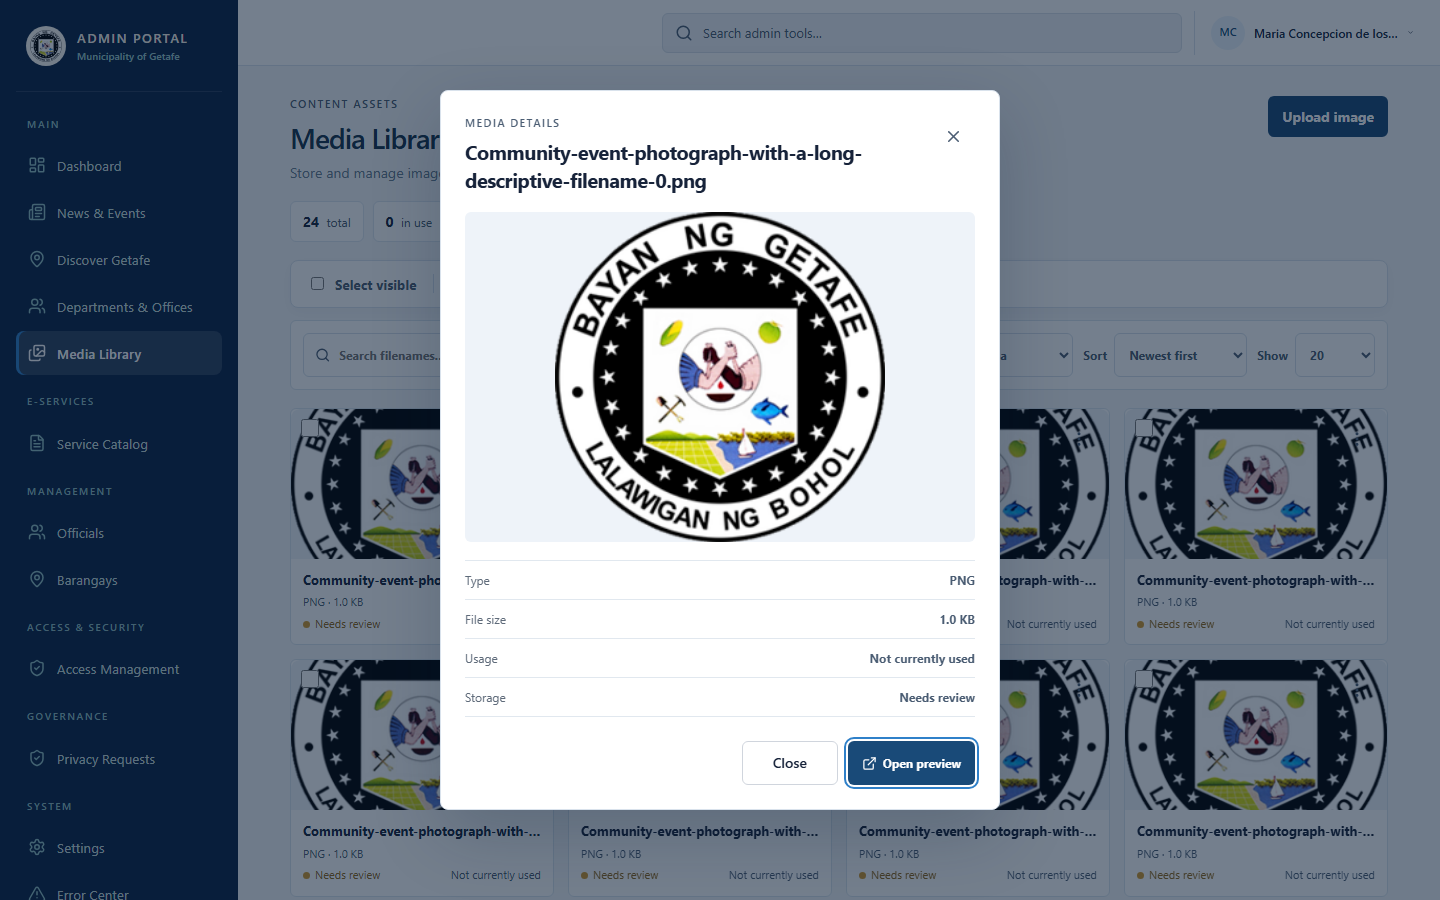 ADMIN PORTAL
Municipality of Getafe
MAIN
Dashboard
News & Events
Discover Getafe
Departments & Offices
Media Library
E-SERVICES
Service Catalog
MANAGEMENT
Officials
Barangays
ACCESS & SECURITY
Access Management
GOVERNANCE
Privacy Requests
SYSTEM
Settings
Error Center
Search admin tools...
MC
Maria Concepcion de los...
CONTENT ASSETS
Media Librar
Store and manage imag
Upload image
24 total
0 in use
Select visible
Search filenames..
a
Sort
Newest first
Show
20
MEDIA DETAILS
Community-event-photograph-with-a-long-
descriptive-filename-0.png
BAYAN NG GETAFE
LALAWIGAN NG BOHOL
Type
PNG
File size
1.0 KB
Usage
Not currently used
Storage
Needs review
Close
Open preview
Community-event-pho
PNG · 1.0 KB
Needs review
tograph-with-...
Not currently used
Community-event-photograph-with-...
PNG · 1.0 KB
Needs review
Not currently used
Community-event-photograph-with-...
PNG · 1.0 KB
Needs review
Not currently used
Community-event-photograph-with-...
PNG · 1.0 KB
Needs review
Not currently used
Community-event-photograph-with-...
PNG · 1.0 KB
Needs review
Not currently used
Community-event-photograph-with-...
PNG · 1.0 KB
Needs review
Not currently used